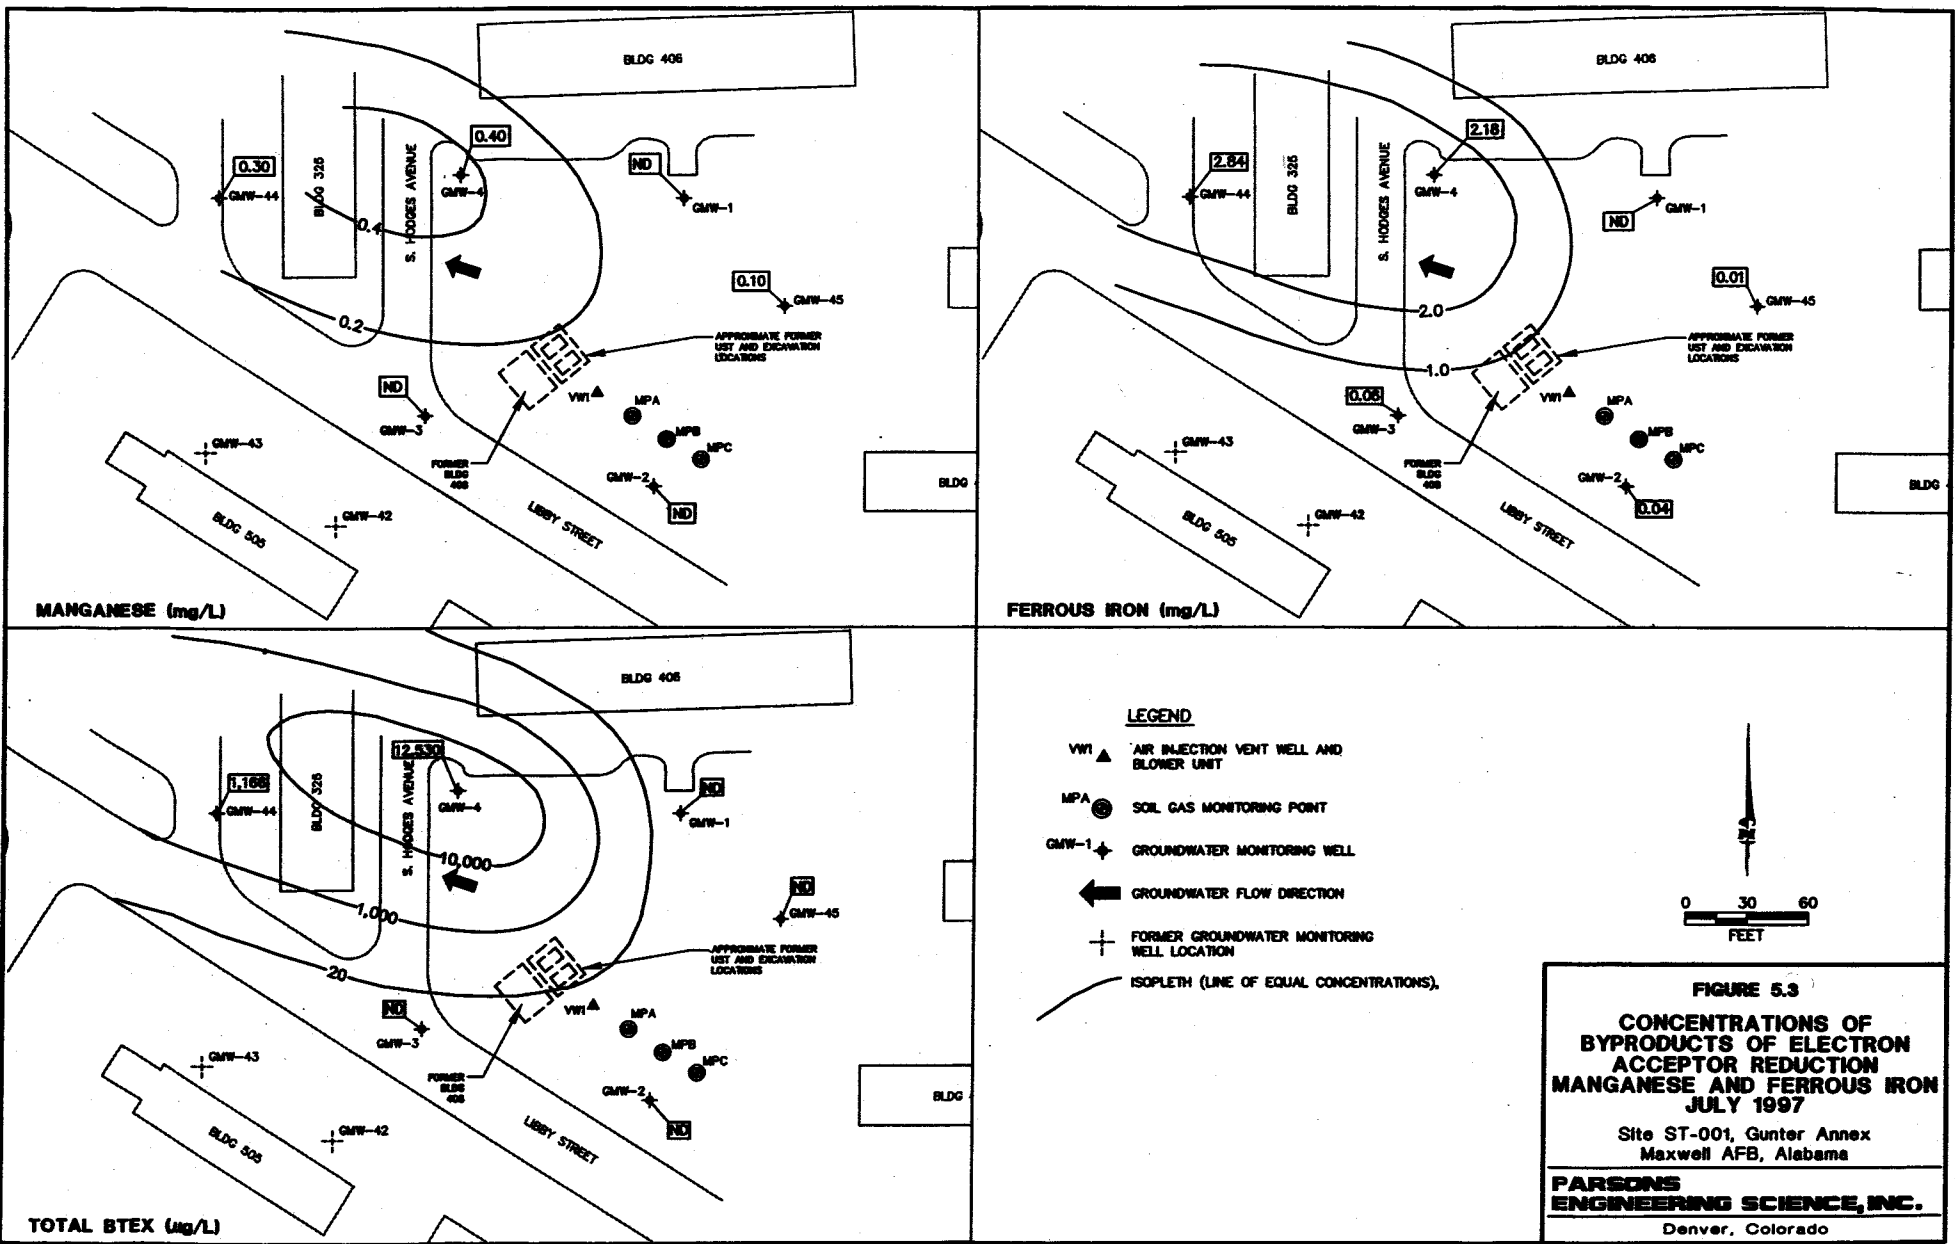 BLDG 406
0.40
0.30
ND
GMW-4
GMW-44
BLDG 325
S. HODGES AVENUE
GMW-1
0.4
0.10
GMW-45
0.2
APPROXIMATE FORMER
UST AND EXCAVATION
LOCATIONS
ND
VW1
MPA
GMW-3
MPB
GMW-43
MPC
FORMER
BLDG
408
GMW-2
BLDG
ND
GMW-42
BLDG 505
LIBBY STREET
MANGANESE (mg/L)
BLDG 406
2.18
2.84
GMW-4
GMW-44
BLDG 325
S. HODGES AVENUE
GMW-1
ND
0.01
GMW-45
2.0
APPROXIMATE FORMER
UST AND EXCAVATION
LOCATIONS
1.0
VW1
MPA
GMW-3
MPB
GMW-43
MPC
FORMER
BLDG
408
GMW-2
BLDG
0.04
GMW-42
BLDG 505
LIBBY STREET
FERROUS IRON (mg/L)
BLDG 406
12,530
ND
GMW-4
GMW-44
BLDG 325
S. HODGES AVENUE
GMW-1
10,000
ND
GMW-45
1,000
APPROXIMATE FORMER
UST AND EXCAVATION
LOCATIONS
20
ND
VW1
MPA
GMW-3
MPB
GMW-43
MPC
FORMER
BLDG
408
GMW-2
BLDG
ND
GMW-42
BLDG 505
LIBBY STREET
TOTAL BTEX (µg/L)
LEGEND
VW1 AIR INJECTION VENT WELL AND
BLOWER UNIT
MPA SOIL GAS MONITORING POINT
GMW-1 GROUNDWATER MONITORING WELL
GROUNDWATER FLOW DIRECTION
FORMER GROUNDWATER MONITORING
WELL LOCATION
ISOPLETH (LINE OF EQUAL CONCENTRATIONS),
0 30 60
FEET
FIGURE 5.3
CONCENTRATIONS OF
BYPRODUCTS OF ELECTRON
ACCEPTOR REDUCTION
MANGANESE AND FERROUS IRON
JULY 1997
Site ST-001, Gunter Annex
Maxwell AFB, Alabama
PARSONS
ENGINEERING SCIENCE, INC.
Denver, Colorado